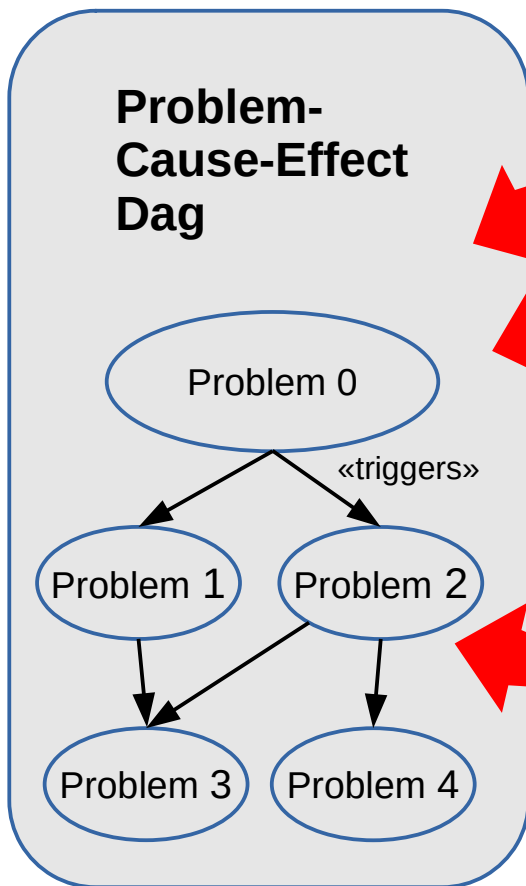 Problem-
Cause-Effect
Dag
Problem 0
«triggers»
Problem 1
Problem 2
Problem 3
Problem 4